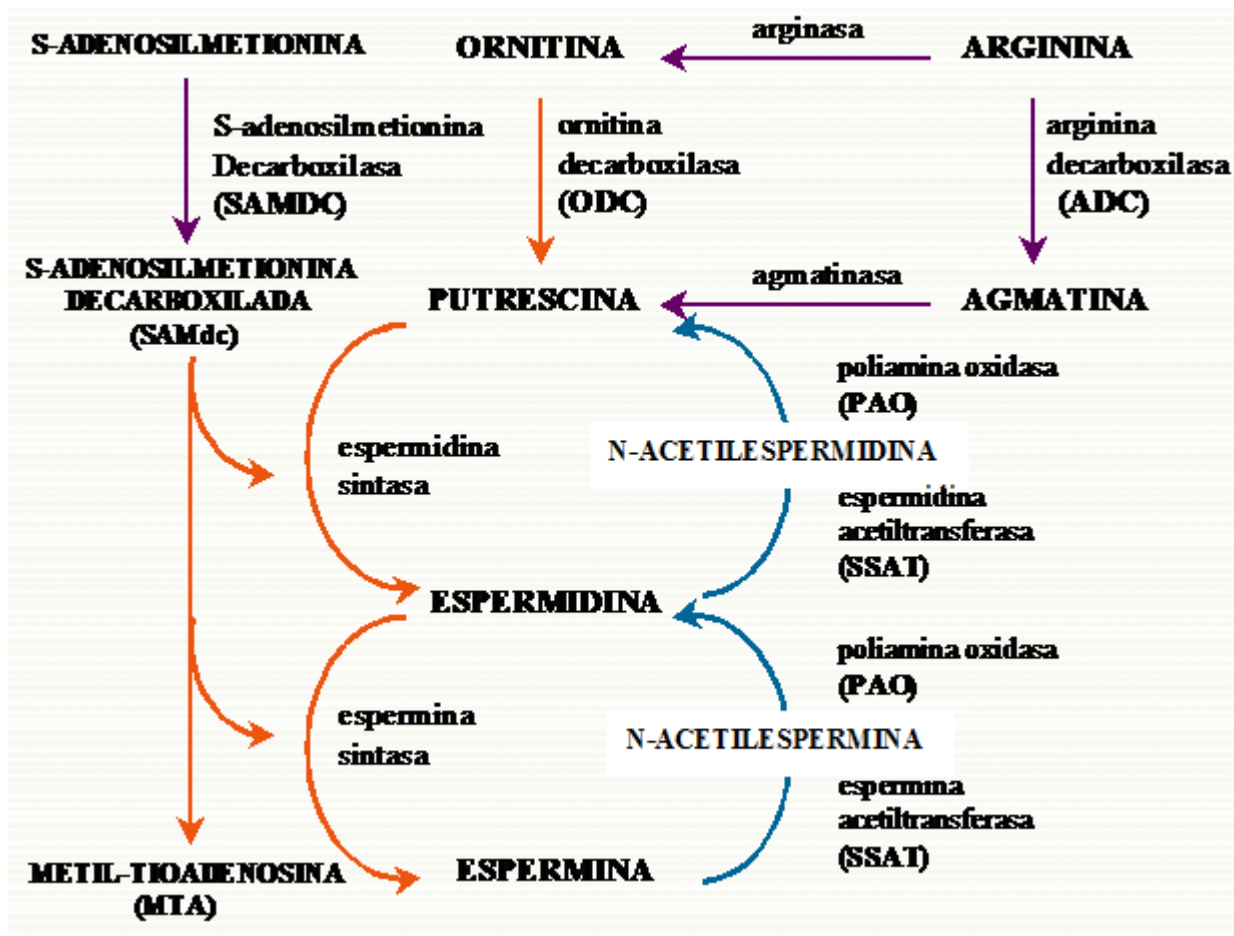 S-ADENOSILMETIONINA
ORNITINA
arginasa
ARGININA
S-adenosilmetionina
Decarboxilasa
(SAMDC)
ornitina
decarboxilasa
(ODC)
arginina
decarboxilasa
(ADC)
S-ADENOSILMETIONINA
DECARBOXILADA
(SAMdc)
PUTRESCINA
agmatinasa
AGMATINA
poliamina oxidasa
(PAO)
espermidina
sintasa
N-ACETILESPERMIDINA
espermidina
acetiltransferasa
(SSAT)
ESPERMIDINA
poliamina oxidasa
(PAO)
espermina
sintasa
N-ACETILESPERMINA
espermina
acetiltransferasa
(SSAT)
METIL-TIOADENOSINA
(MTA)
ESPERMINA